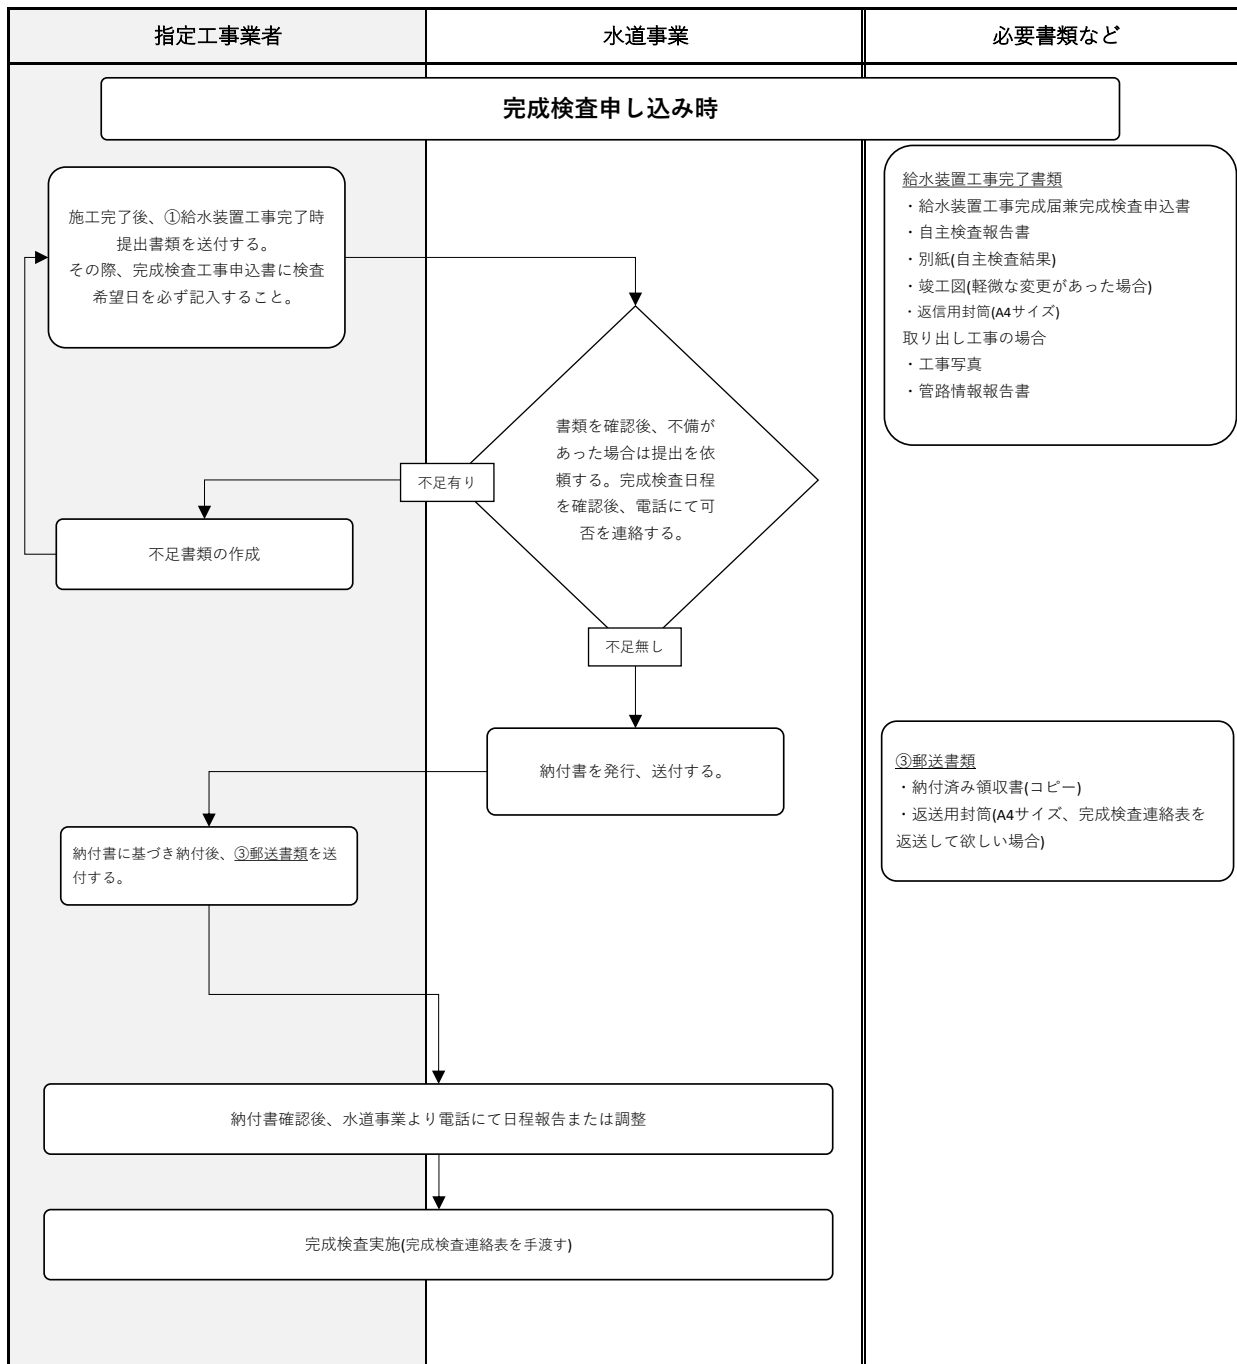 指定工事業者
水道事業
必要書類など
完成検査申し込み時
施工完了後、①給水装置工事完了時
提出書類を送付する。
その際、完成検査工事申込書に検査
希望日を必ず記入すること。
給水装置工事完了書類
・給水装置工事完成届兼完成検査申込書
・自主検査報告書
・別紙(自主検査結果)
・竣工図(軽微な変更があった場合)
・返信用封筒(A4サイズ)
取り出し工事の場合
・工事写真
・管路情報報告書
書類を確認後、不備が
あった場合は提出を依
頼する。完成検査日程
を確認後、電話にて可
否を連絡する。
不足有り
不足書類の作成
不足無し
納付書を発行、送付する。
③郵送書類
・納付済み領収書(コピー)
・返送用封筒(A4サイズ、完成検査連絡表を
返送して欲しい場合)
納付書に基づき納付後、③郵送書類を送
付する。
納付書確認後、水道事業より電話にて日程報告または調整
完成検査実施(完成検査連絡表を手渡す)